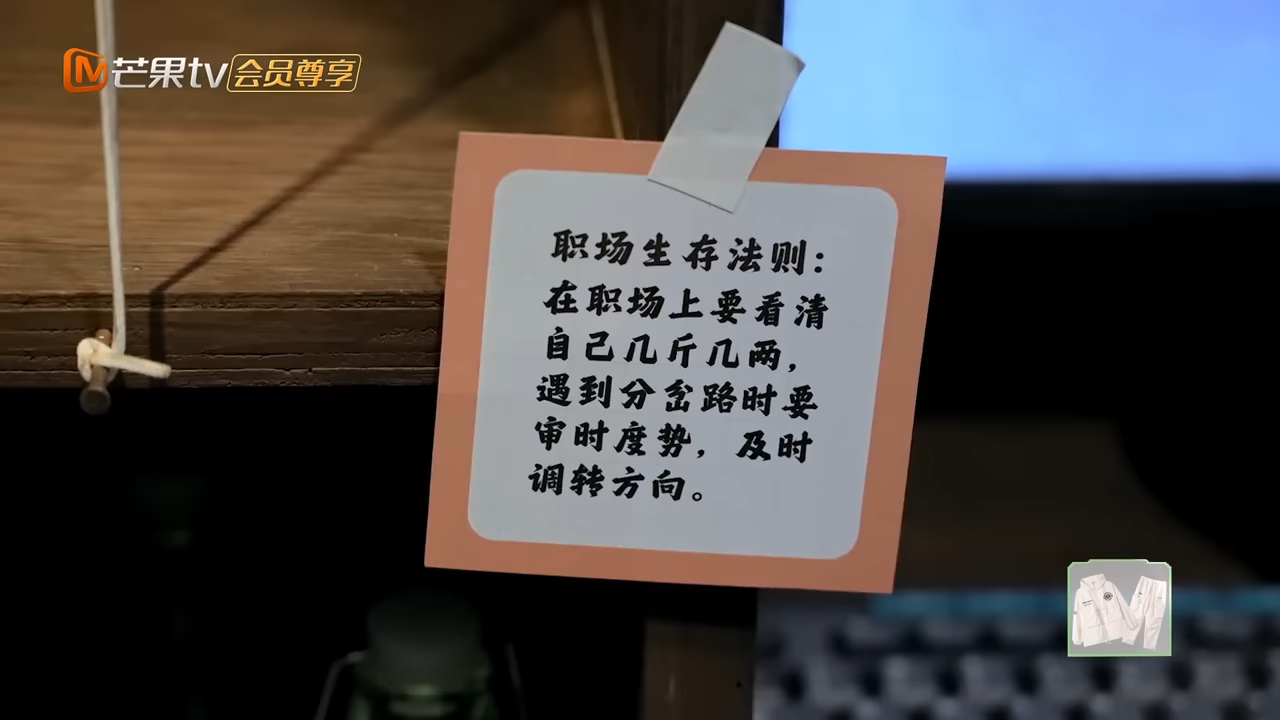 芒果tv会员尊享
职场生存法则：
在职场上要看清
自己几斤几两，
遇到分岔路时要
审时度势，及时
调转方向。